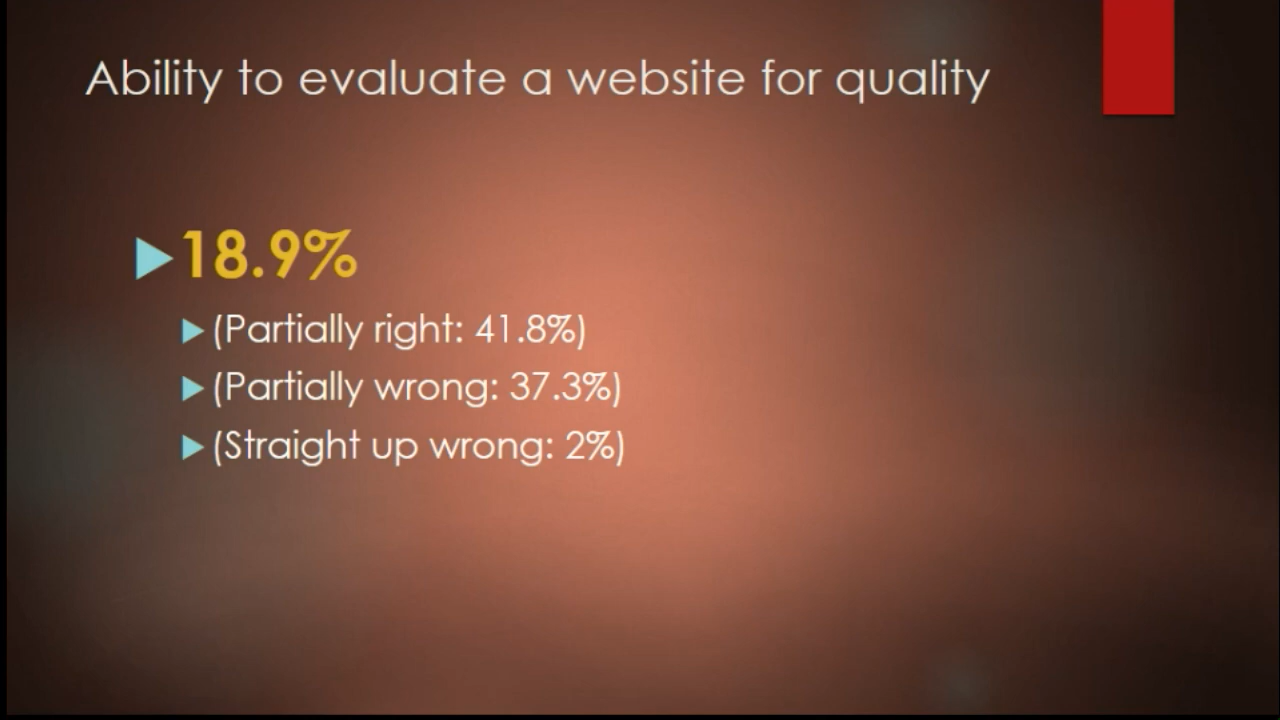 Ability to evaluate a website for quality
18.9%
(Partially right: 41.8%)
(Partially wrong: 37.3%)
(Straight up wrong: 2%)